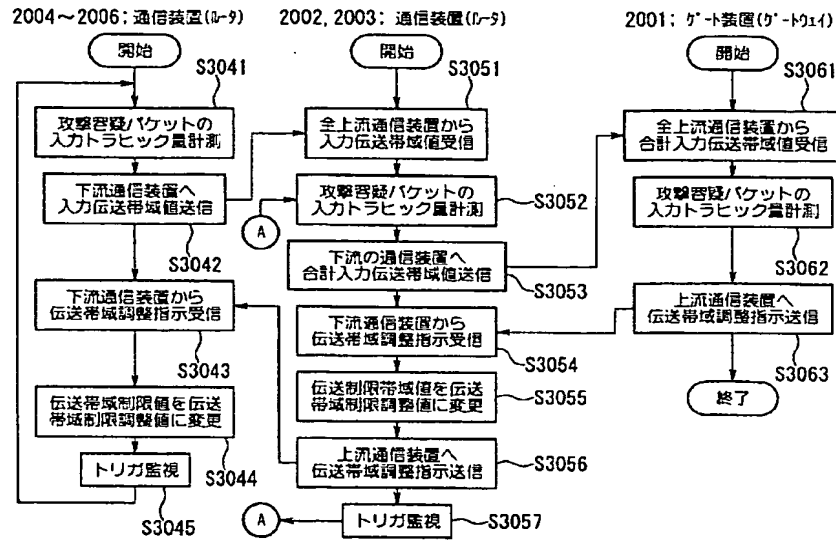 2004～2006: 通信装置(ルータ)
開始
S3041
攻撃容疑パケットの
入力トラヒック量計測
下流通信装置へ
入力伝送帯域値送信
S3042
下流通信装置から
伝送帯域調整指示受信
S3043
伝送帯域制限値を伝送
帯域制限調整値に変更
S3044
トリガ監視
S3045
2002, 2003: 通信装置(ルータ)
開始
S3051
全上流通信装置から
入力伝送帯域値受信
攻撃容疑パケットの
入力トラヒック量計測
S3052
A
下流の通信装置へ
合計入力伝送帯域値送信
S3053
下流通信装置から
伝送帯域調整指示受信
S3054
伝送制限帯域値を伝送
帯域制限調整値に変更
S3055
上流通信装置へ
伝送帯域調整指示送信
S3056
A
トリガ監視
S3057
2001: ゲート装置(ゲートウェイ)
開始
S3061
全上流通信装置から
合計入力伝送帯域値受信
攻撃容疑パケットの
入力トラヒック量計測
S3062
上流通信装置へ
伝送帯域調整指示送信
S3063
終了